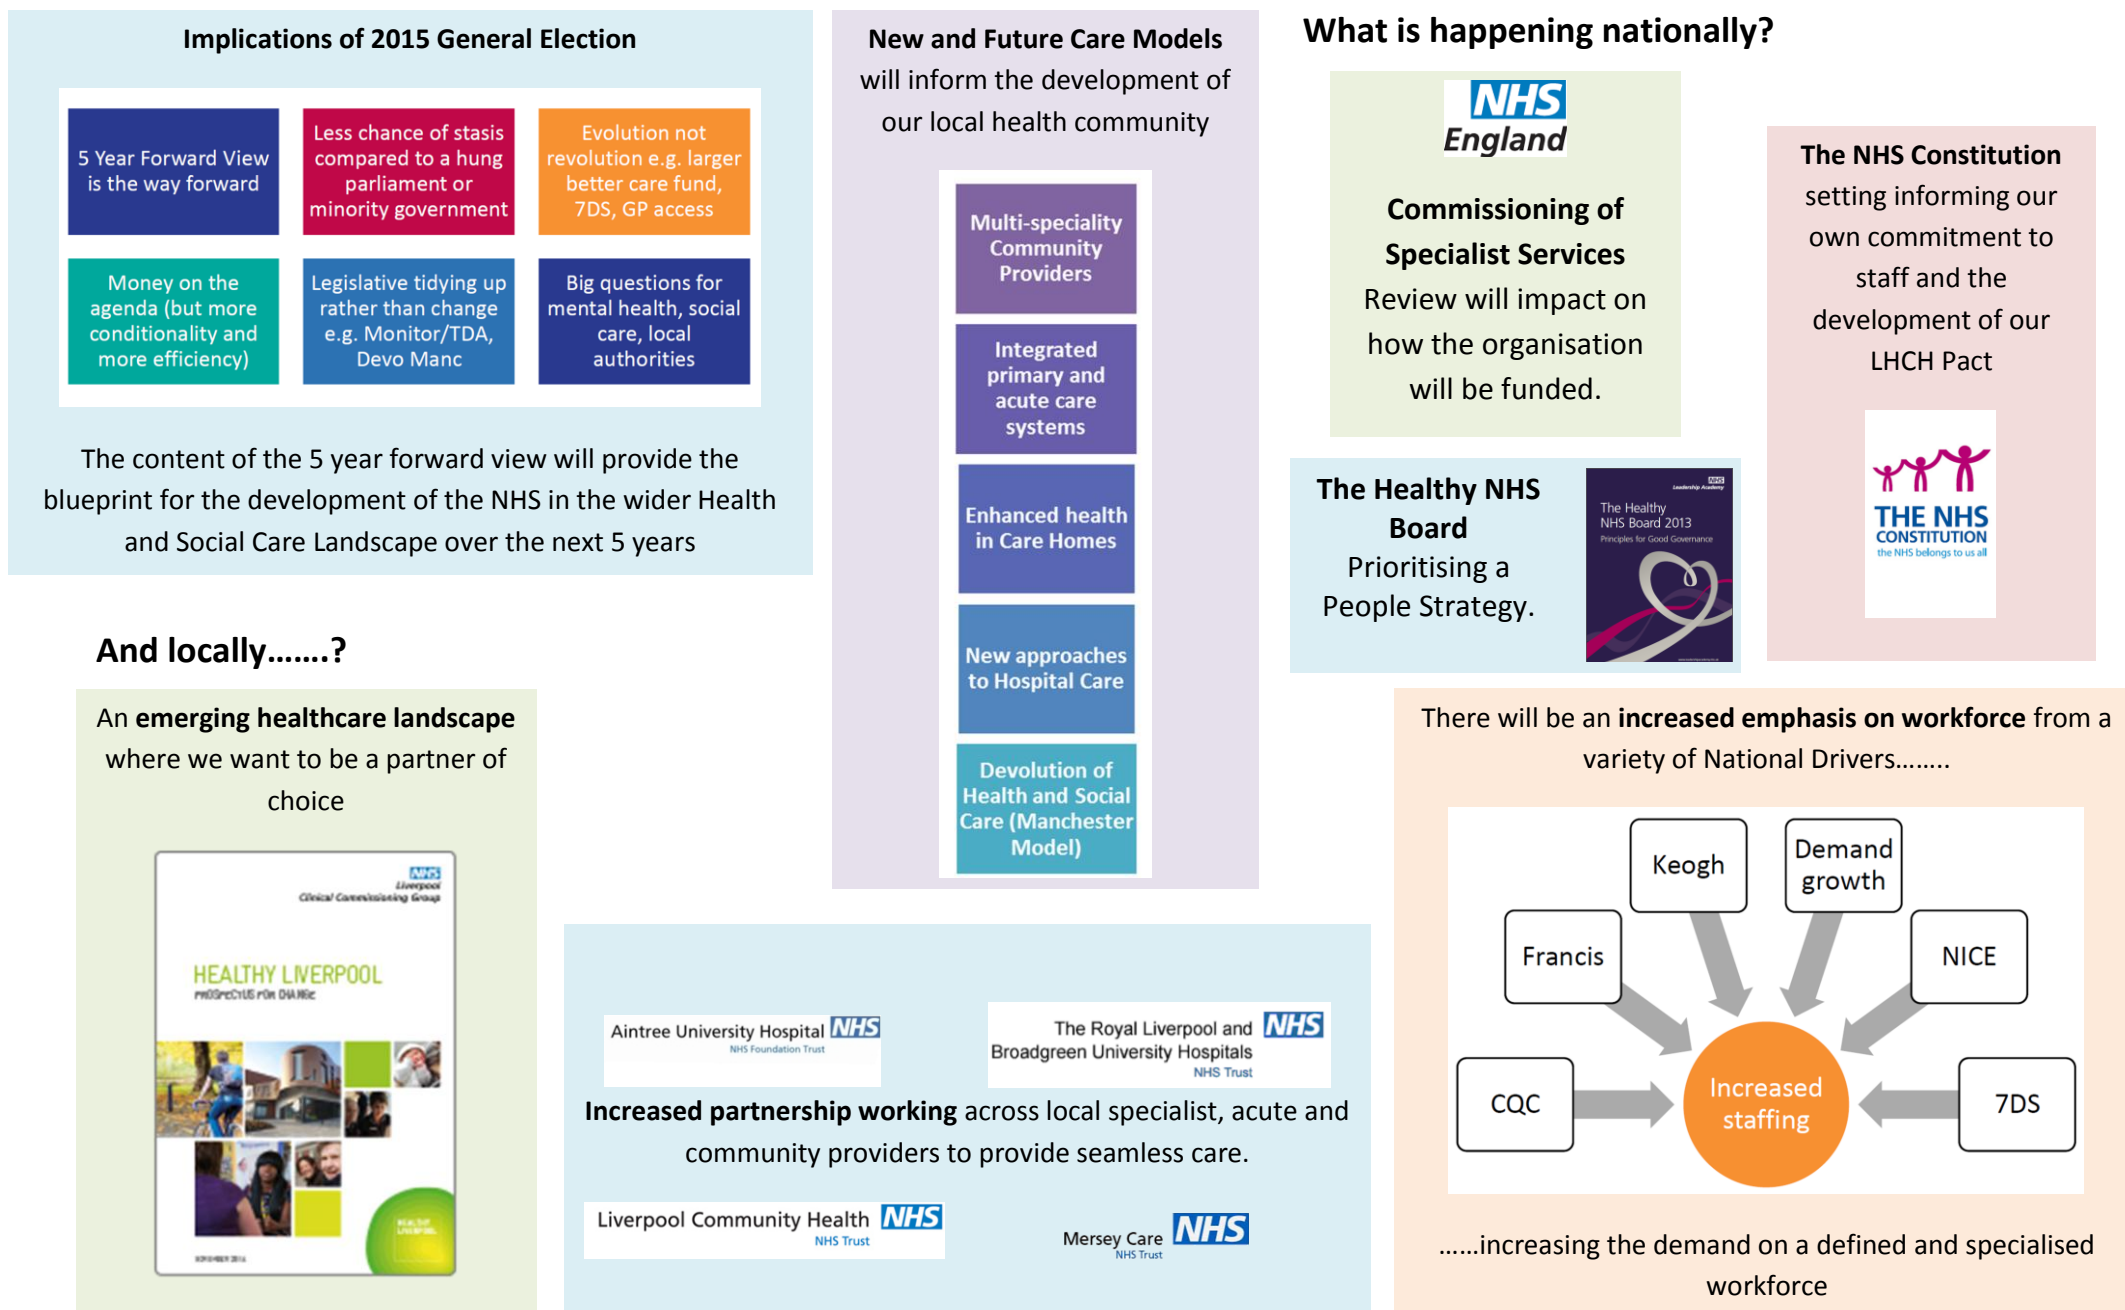 Implications of 2015 General Election
5 Year Forward View
is the way forward
Less chance of stasis
compared to a hung
parliament or
minority government
Evolution not
revolution e.g. larger
better care fund,
7DS, GP access
Money on the
agenda (but more
conditionality and
more efficiency)
Legislative tidying up
rather than change
e.g. Monitor/TDA,
Devo Manc
Big questions for
mental health, social
care, local
authorities
The content of the 5 year forward view will provide the
blueprint for the development of the NHS in the wider Health
and Social Care Landscape over the next 5 years
New and Future Care Models
will inform the development of
our local health community
Multi-speciality
Community
Providers
Integrated
primary and
acute care
systems
Enhanced health
in Care Homes
New approaches
to Hospital Care
Devolution of
Health and Social
Care (Manchester
Model)
What is happening nationally?
NHS
England
Commissioning of
Specialist Services
Review will impact on
how the organisation
will be funded.
The NHS Constitution
setting informing our
own commitment to
staff and the
development of our
LHCH Pact
THE NHS
CONSTITUTION
the NHS belongs to us all
The Healthy NHS
Board
Prioritising a
People Strategy.
NHS
Leadership Academy
The Healthy
NHS Board 2013
Principles for Good Governance
And locally.......?
An emerging healthcare landscape
where we want to be a partner of
choice
NHS
Liverpool
Clinical Commissioning Group
HEALTHY LIVERPOOL
PROSPECTUS FOR CHANGE
HEALTHY
LIVERPOOL
NOVEMBER 2014
Aintree University Hospital NHS
NHS Foundation Trust
The Royal Liverpool and NHS
Broadgreen University Hospitals
NHS Trust
Increased partnership working across local specialist, acute and
community providers to provide seamless care.
Liverpool Community Health NHS
NHS Trust
Mersey Care NHS
NHS Trust
There will be an increased emphasis on workforce from a
variety of National Drivers........
Keogh
Demand
growth
Francis
NICE
CQC
Increased
staffing
7DS
......increasing the demand on a defined and specialised
workforce